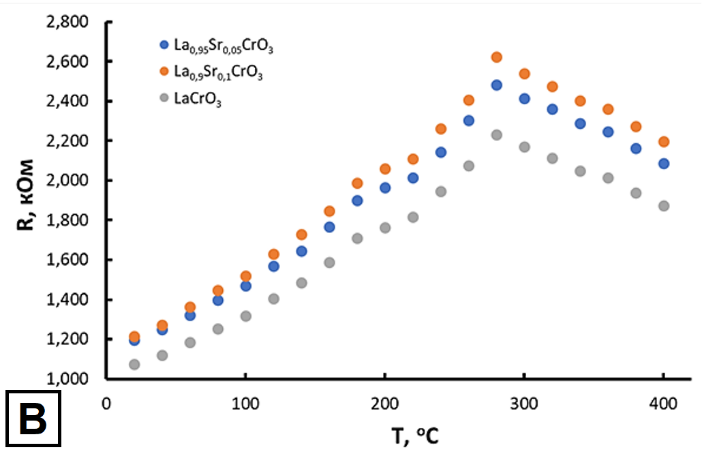 2,800
2,600
2,400
2,200
2,000
1,800
1,600
1,400
1,200
1,000
R, кОм
La₀,₉₅Sr₀,₀₅CrO₃
La₀,₉Sr₀,₁CrO₃
LaCrO₃
0 100 200 300 400
T, °C
B